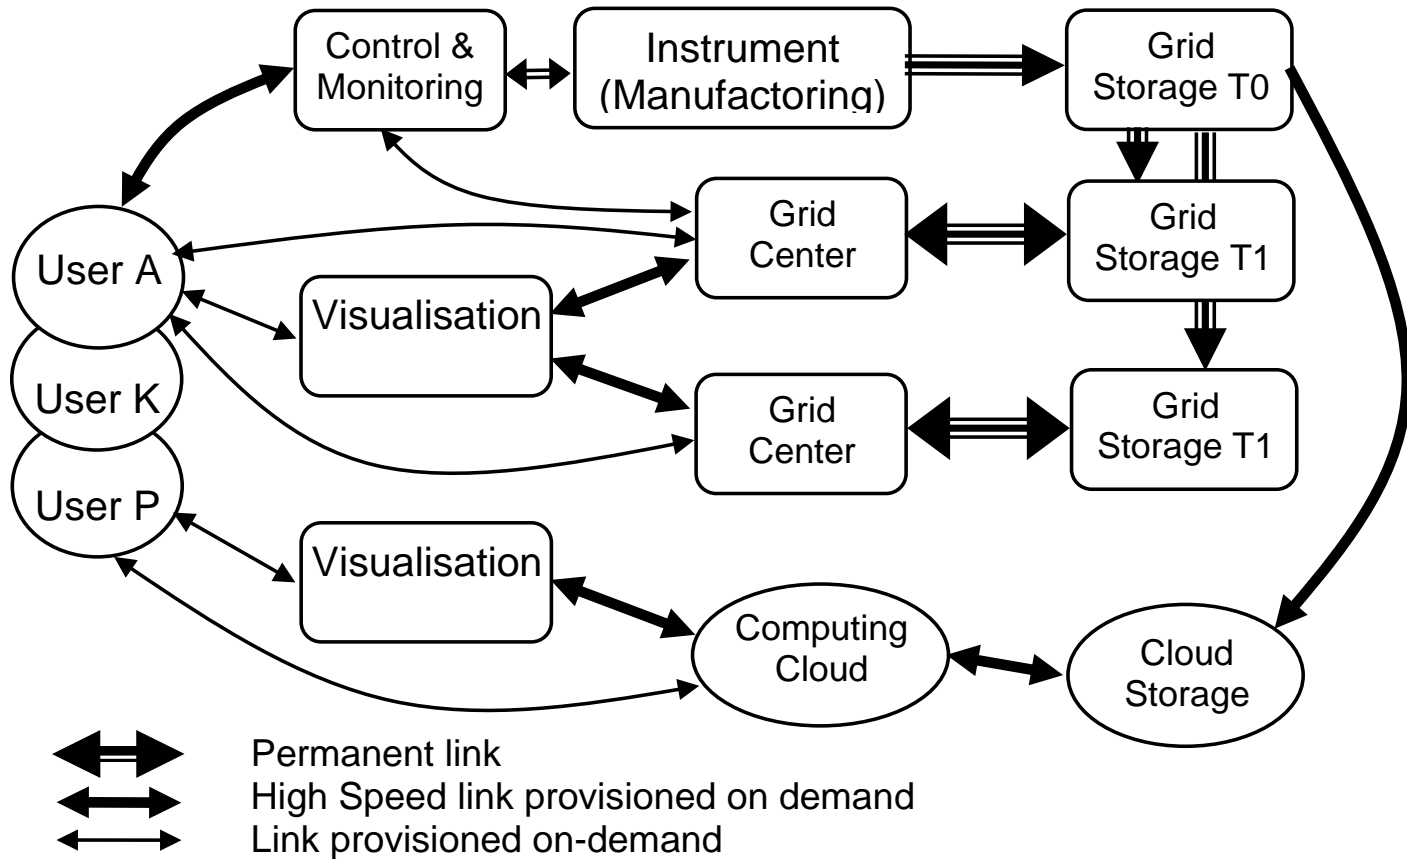 Control &
Monitoring
Instrument
(Manufactoring)
Grid
Storage T0
Grid
Center
Grid
Storage T1
User A
Visualisation
User K
Grid
Center
Grid
Storage T1
User P
Visualisation
Computing
Cloud
Cloud
Storage
Permanent link
High Speed link provisioned on demand
Link provisioned on-demand